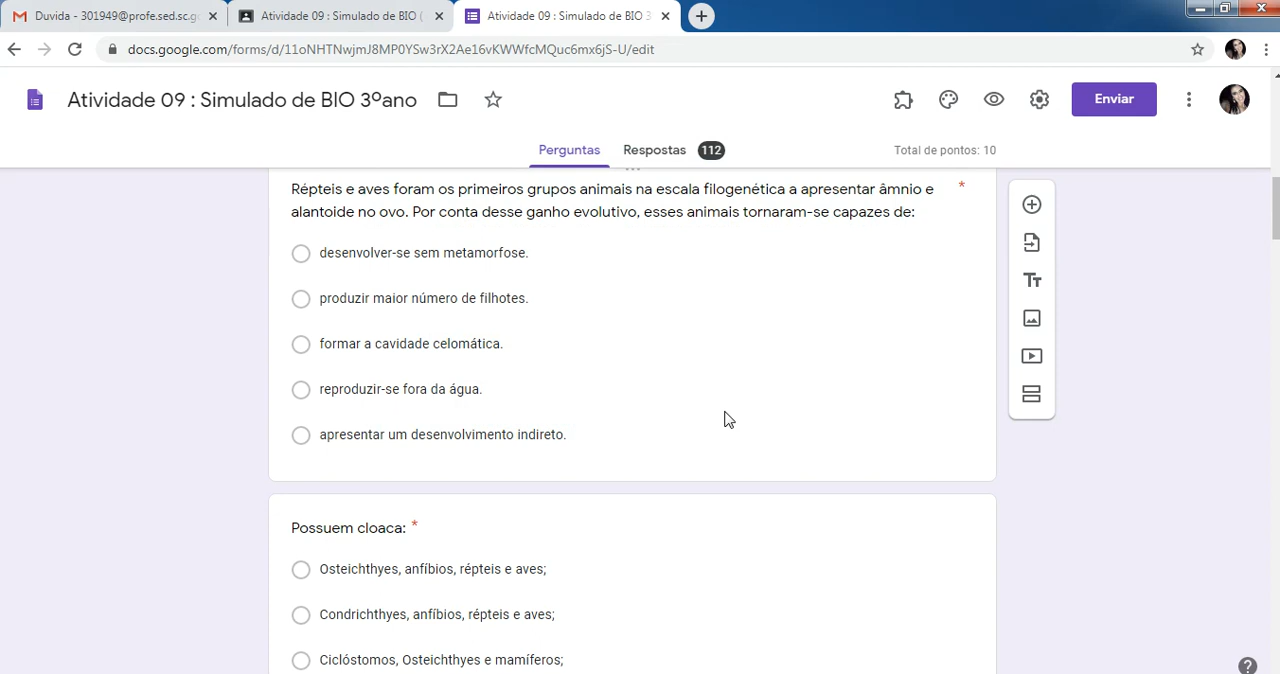 Duvida - 301949@profe.sed.sc.g
Atividade 09 : Simulado de BIO (
Atividade 09 : Simulado de BIO 3
docs.google.com/forms/d/11oNHTNwjmJ8MP0YSw3rX2Ae16vKWWfcMQuc6mx6jS-U/edit
Atividade 09 : Simulado de BIO 3ºano
Enviar
Perguntas
Respostas 112
Total de pontos: 10
Répteis e aves foram os primeiros grupos animais na escala filogenética a apresentar âmnio e *
alantoide no ovo. Por conta desse ganho evolutivo, esses animais tornaram-se capazes de:
desenvolver-se sem metamorfose.
produzir maior número de filhotes.
formar a cavidade celomática.
reproduzir-se fora da água.
apresentar um desenvolvimento indireto.
Tт
Possuem cloaca: *
Osteichthyes, anfíbios, répteis e aves;
Condrichthyes, anfíbios, répteis e aves;
Ciclóstomos, Osteichthyes e mamíferos;